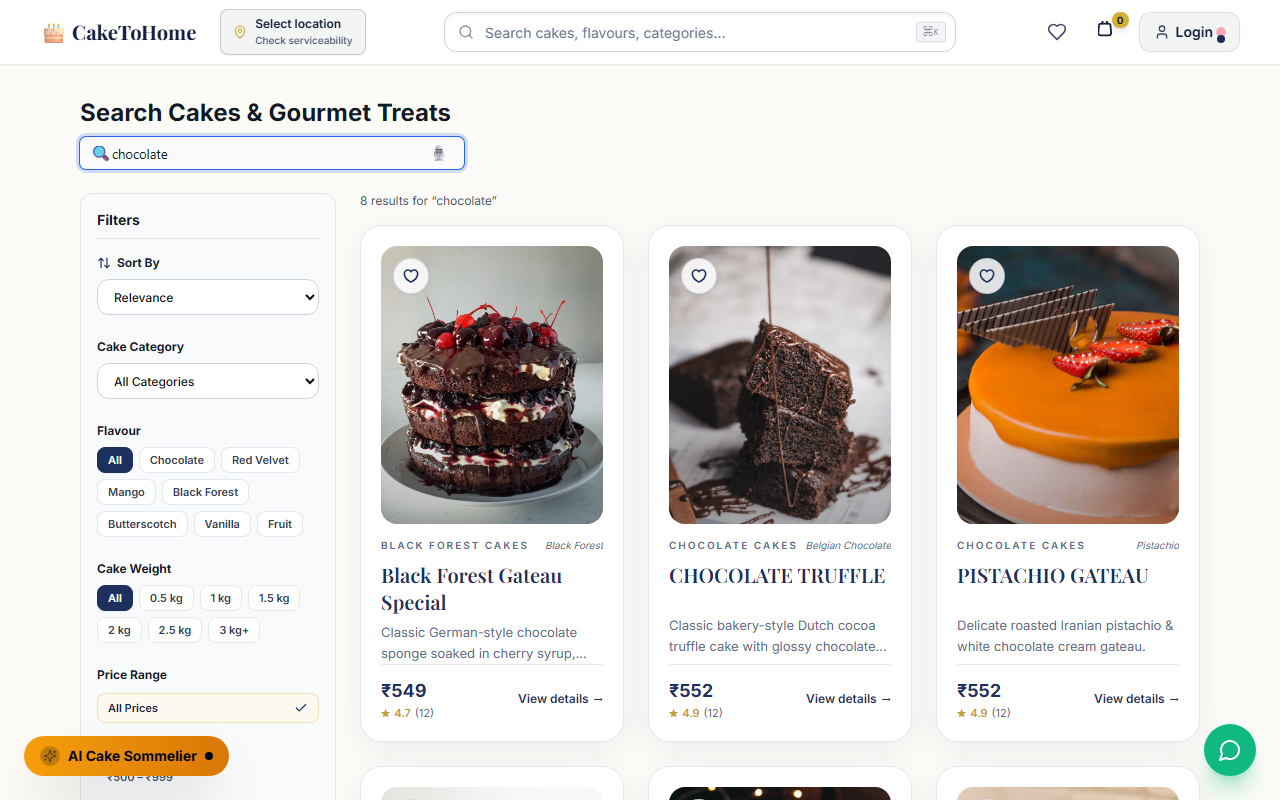 CakeToHome
Select location
Check serviceability
Search cakes, flavours, categories...
⌘K
0
Login
Search Cakes & Gourmet Treats
chocolate
8 results for “chocolate”
Filters
Sort By
Relevance
Cake Category
All Categories
Flavour
All Chocolate Red Velvet
Mango Black Forest
Butterscotch Vanilla Fruit
Cake Weight
All 0.5 kg 1 kg 1.5 kg
2 kg 2.5 kg 3 kg+
Price Range
All Prices
₹500 – ₹999
AI Cake Sommelier
BLACK FOREST CAKES Black Forest
Black Forest Gateau
Special
Classic German-style chocolate
sponge soaked in cherry syrup,...
₹549
View details →
★ 4.7 (12)
CHOCOLATE CAKES Belgian Chocolate
CHOCOLATE TRUFFLE
Classic bakery-style Dutch cocoa
truffle cake with glossy chocolate...
₹552
View details →
★ 4.9 (12)
CHOCOLATE CAKES Pistachio
PISTACHIO GATEAU
Delicate roasted Iranian pistachio &
white chocolate cream gateau.
₹552
View details →
★ 4.9 (12)